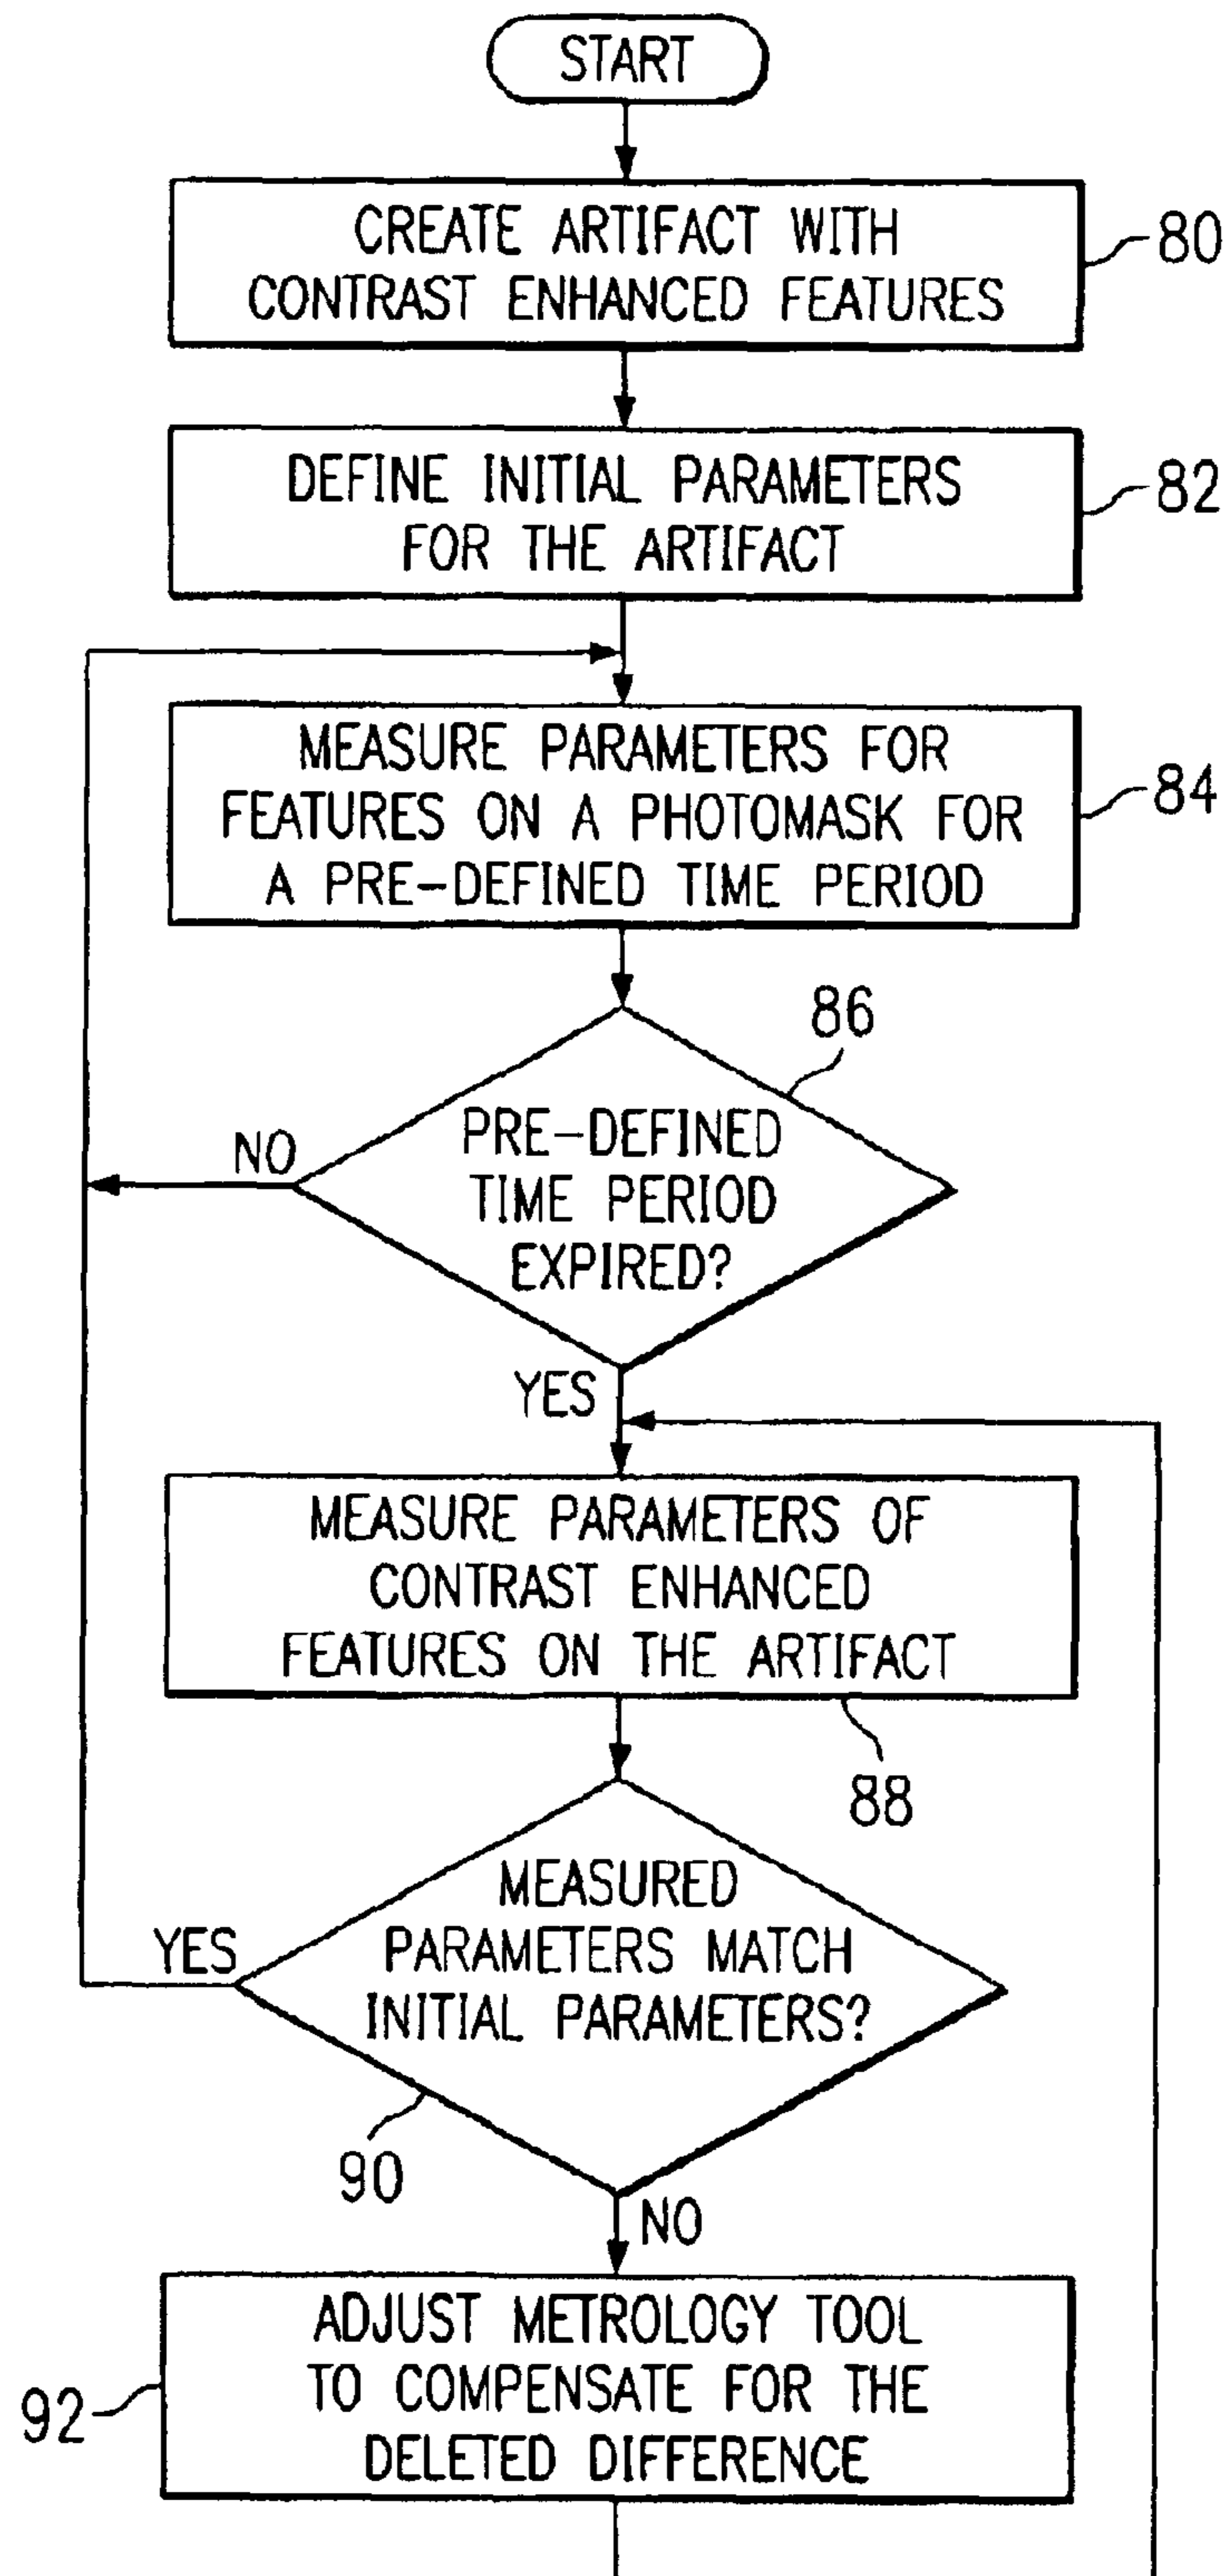 START
CREATE ARTIFACT WITH
CONTRAST ENHANCED FEATURES
80
DEFINE INITIAL PARAMETERS
FOR THE ARTIFACT
82
MEASURE PARAMETERS FOR
FEATURES ON A PHOTOMASK FOR
A PRE-DEFINED TIME PERIOD
84
86
PRE-DEFINED
TIME PERIOD
EXPIRED?
NO
YES
MEASURE PARAMETERS OF
CONTRAST ENHANCED
FEATURES ON THE ARTIFACT
88
MEASURED
PARAMETERS MATCH
INITIAL PARAMETERS?
YES
90
NO
ADJUST METROLOGY TOOL
TO COMPENSATE FOR THE
DELETED DIFFERENCE
92